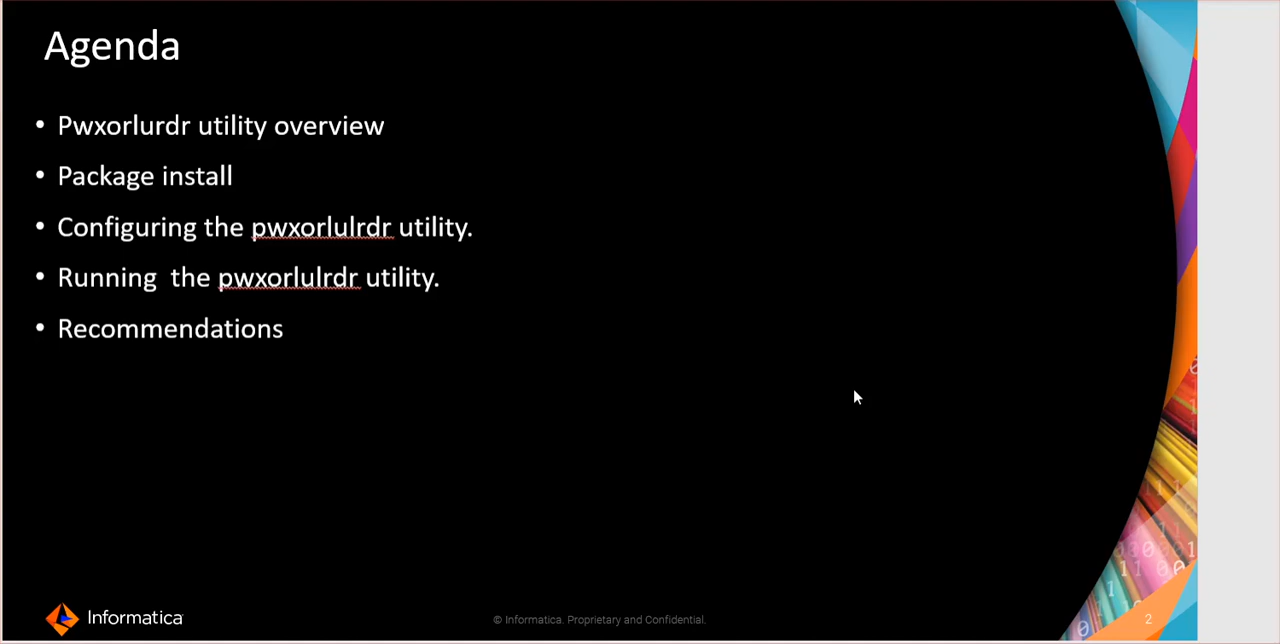 Agenda
• Pwxorlurdr utility overview
• Package install
• Configuring the pwxorlulrdr utility.
• Running  the pwxorlulrdr utility.
• Recommendations
Informatica
© Informatica. Proprietary and Confidential.
2